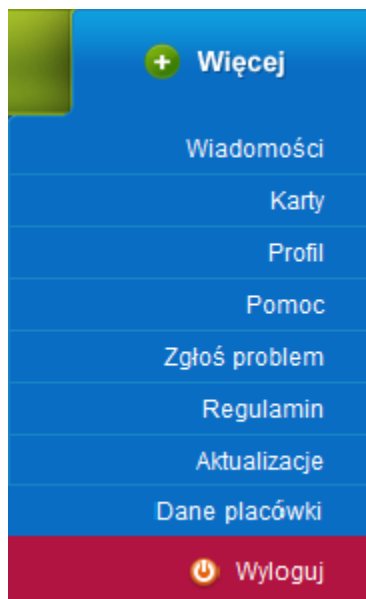 Więcej
Wiadomości
Karty
Profil
Pomoc
Zgłoś problem
Regulamin
Aktualizacje
Dane placówki
Wyloguj